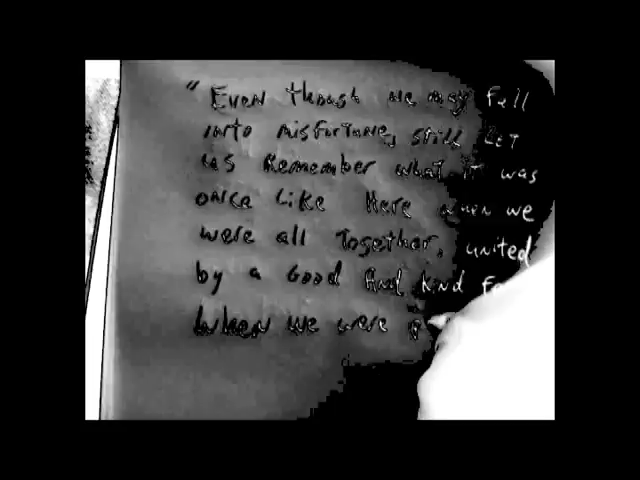 " Even though we may fell
into misfortune, still let
us Remember what it was
once Like Here when we
were all together, united
by a Good And kind
When we were